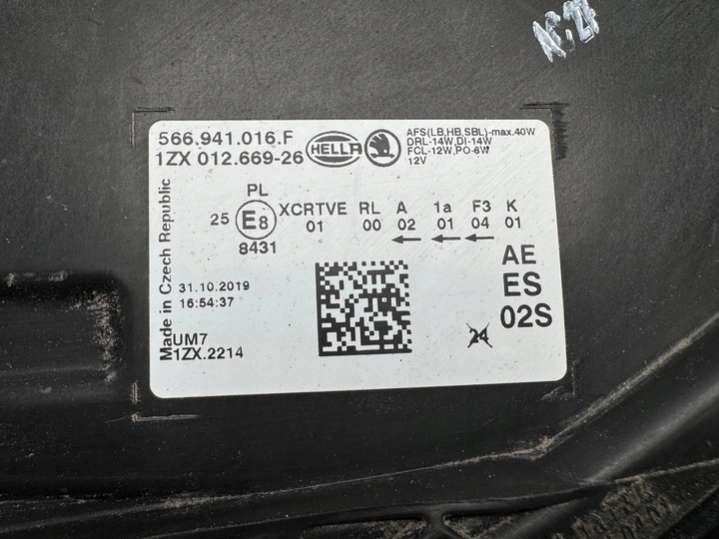 566.941.016.F
1ZX 012.669-26
HELLA
AFS(LB,HB,SBL)-max.40W
DRL-14W,DI-14W
FCL-12W,PO-6W
12V
Made in Czech Republic
PL
25 E8 XCRTVE RL A 1a F3 K
8431 01 00 02 01 04 01
31.10.2019
16:54:37
AE
ES
02S
24
UM7
1ZX.2214